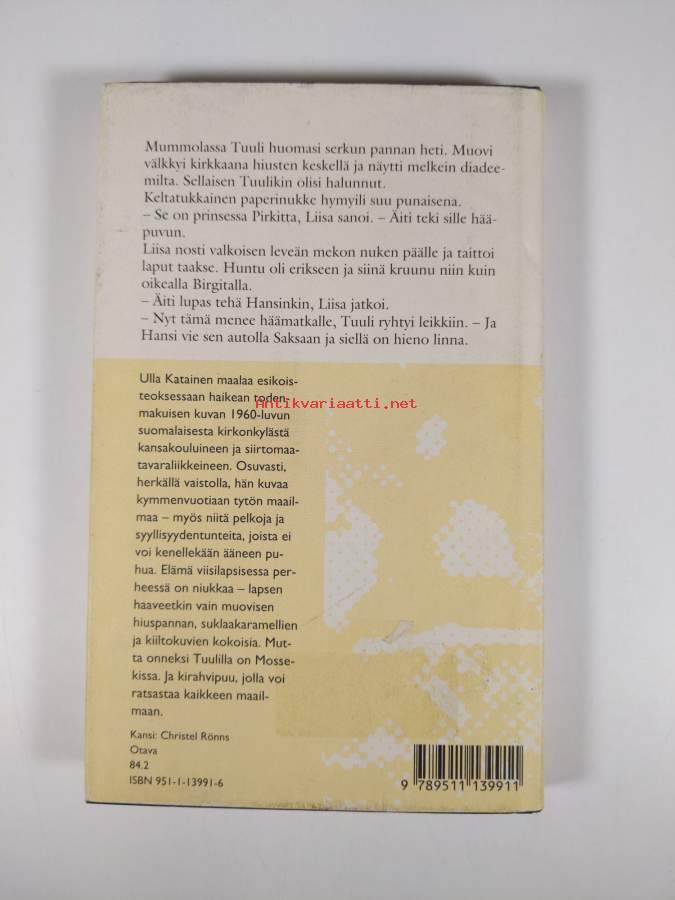 Mummolassa Tuuli huomasi serkun pannan heti. Muovi
välkkyi kirkkaana hiusten keskellä ja näytti melkein diadee-
milta. Sellaisen Tuulikin olisi halunnut.
Keltatukkainen paperinukke hymyili suu punaisena.
– Se on prinsessa Pirkitta, Liisa sanoi. – Äiti teki sille hää-
puvun.
Liisa nosti valkoisen leveän mekon nuken päälle ja taittoi
laput taakse. Huntu oli erikseen ja siinä kruunu niin kuin
oikealla Birgitalla.
– Äiti lupas tehä Hansinkin, Liisa jatkoi.
– Nyt tämä menee häämatkalle, Tuuli ryhtyi leikkiin. – Ja
Hansi vie sen autolla Saksaan ja siellä on hieno linna.
Ulla Katainen maalaa esikois-
teoksessaan haikean toden-
antikvariaatti.net
makuisen kuvan 1960-luvun
suomalaisesta kirkonkylästä
kansakouluineen ja siirtomaa-
tavaraliikkeineen. Osuvasti,
herkällä vaistolla, hän kuvaa
kymmenvuotiaan tytön maail-
maa – myös niitä pelkoja ja
syyllisyydentunteita, joista ei
voi kenellekään ääneen pu-
hua. Elämä viisilapsisessa per-
heessä on niukkaa – lapsen
haaveetkin vain muovisen
hiuspannan, suklaakaramellien
ja kiiltokuvien kokoisia. Mut-
ta onneksi Tuulilla on Mosse-
kissa. Ja kirahvipuu, jolla voi
ratsastaa kaikkeen maail-
maan.
Kansi: Christel Rönns
Otava
84.2
ISBN 951-1-13991-6
9 789511 139911